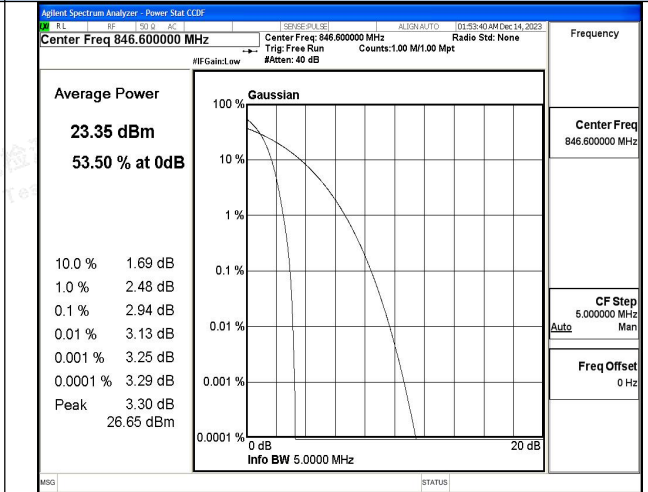 Agilent Spectrum Analyzer - Power Stat CCDF
RL RF 50 Ω AC SENSE:PULSE ALIGN AUTO 01:53:40 AM Dec 14, 2023
Center Freq 846.600000 MHz
Center Freq: 846.600000 MHz Radio Std: None
Trig: Free Run Counts:1.00 M/1.00 Mpt
#IFGain:Low #Atten: 40 dB
Frequency
Average Power
23.35 dBm
53.50 % at 0dB
10.0 % 1.69 dB
1.0 % 2.48 dB
0.1 % 2.94 dB
0.01 % 3.13 dB
0.001 % 3.25 dB
0.0001 % 3.29 dB
Peak 3.30 dB
26.65 dBm
Gaussian
100 %
10 %
1 %
0.1 %
0.01 %
0.001 %
0.0001 %
0 dB 20 dB
Info BW 5.0000 MHz
Center Freq
846.600000 MHz
CF Step
5.000000 MHz
Auto Man
Freq Offset
0 Hz
MSG STATUS